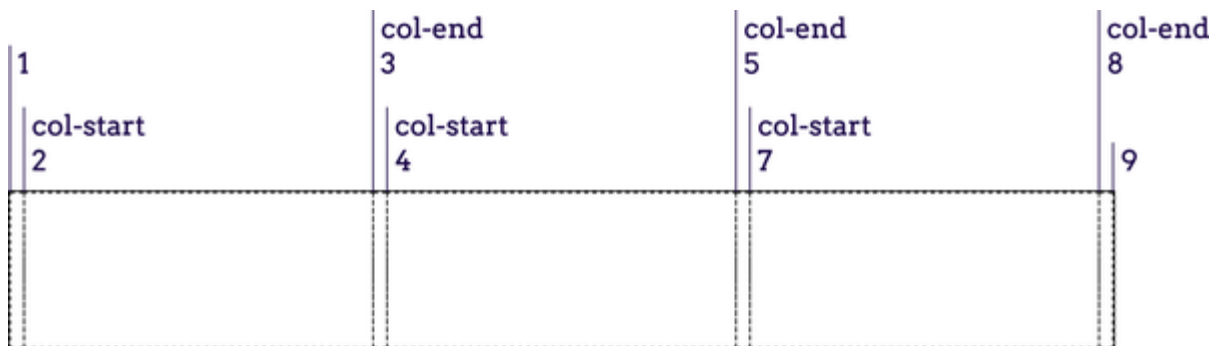 col-end col-end col-end
1 3 5 8
col-start col-start col-start
2 4 7 9